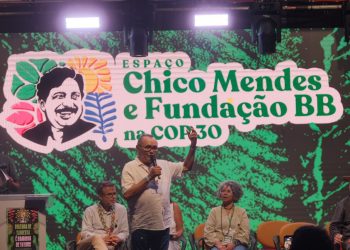 ESPAÇO
Chico Mendes
e Fundação BB
na COP30